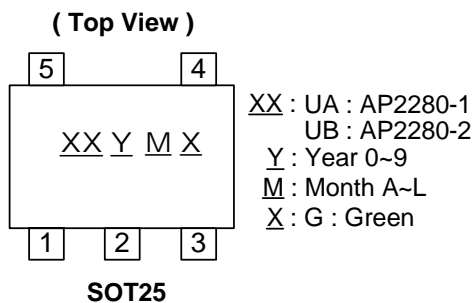 ( Top View )
5 4
XX Y M X
1 2 3
SOT25
XX : UA : AP2280-1
UB : AP2280-2
Y : Year 0~9
M : Month A~L
X : G : Green